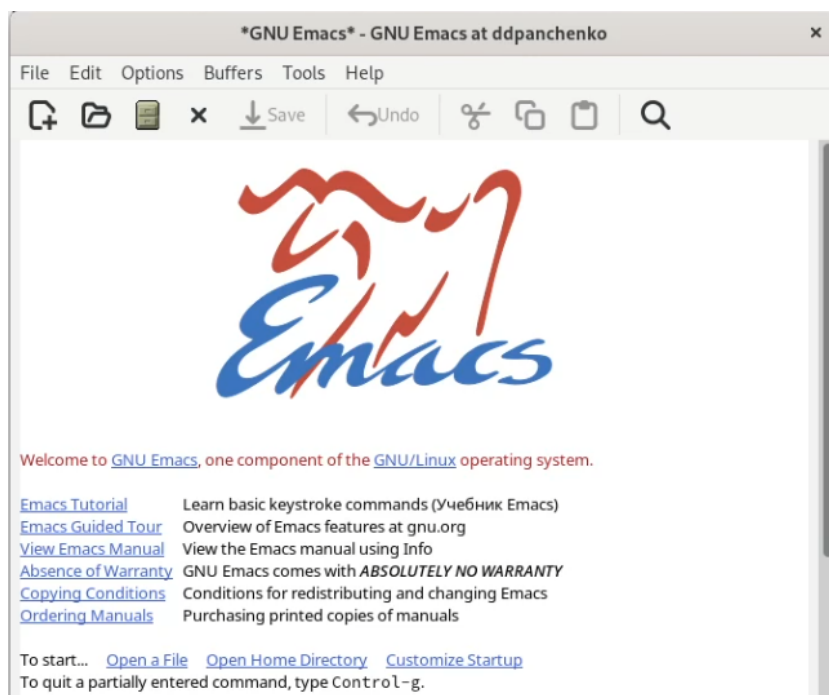 *GNU Emacs* - GNU Emacs at ddpanchenko
File Edit Options Buffers Tools Help
Save Undo
Emacs
Welcome to GNU Emacs, one component of the GNU/Linux operating system.
Emacs Tutorial Learn basic keystroke commands (Учебник Emacs)
Emacs Guided Tour Overview of Emacs features at gnu.org
View Emacs Manual View the Emacs manual using Info
Absence of Warranty GNU Emacs comes with ABSOLUTELY NO WARRANTY
Copying Conditions Conditions for redistributing and changing Emacs
Ordering Manuals Purchasing printed copies of manuals
To start... Open a File Open Home Directory Customize Startup
To quit a partially entered command, type Control-g.